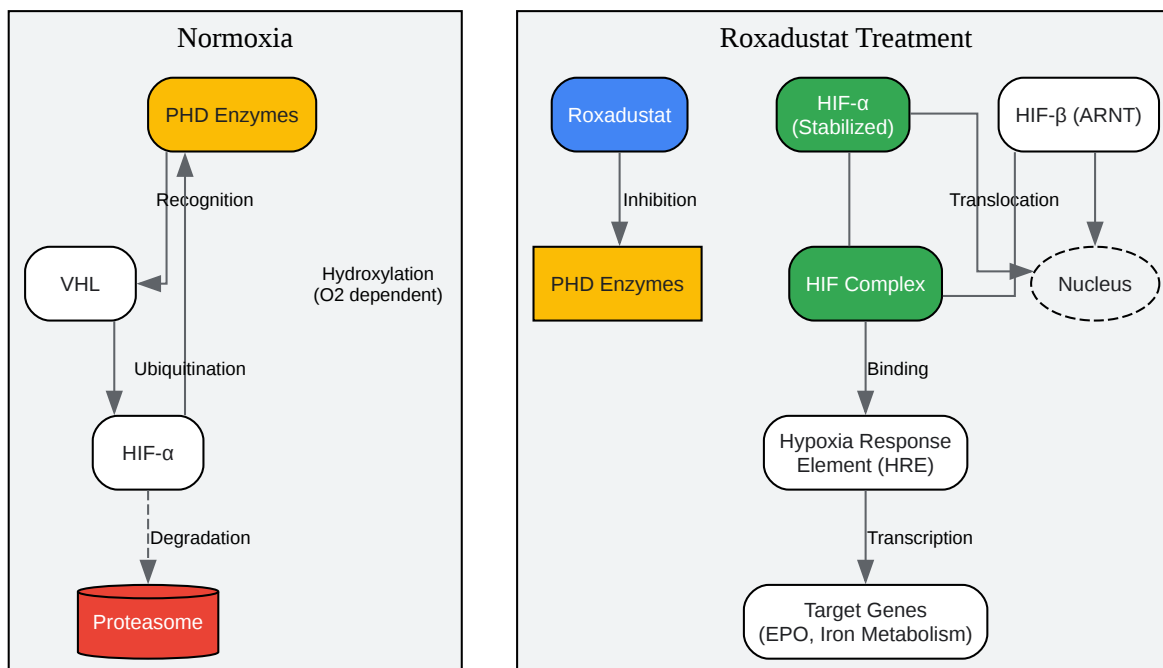 Normoxia
PHD Enzymes
Recognition
VHL
Hydroxylation
(O2 dependent)
Ubiquitination
HIF-α
Degradation
Proteasome
Roxadustat Treatment
Roxadustat
HIF-α
(Stabilized)
HIF-β (ARNT)
Inhibition
Translocation
PHD Enzymes
HIF Complex
Nucleus
Binding
Hypoxia Response
Element (HRE)
Transcription
Target Genes
(EPO, Iron Metabolism)